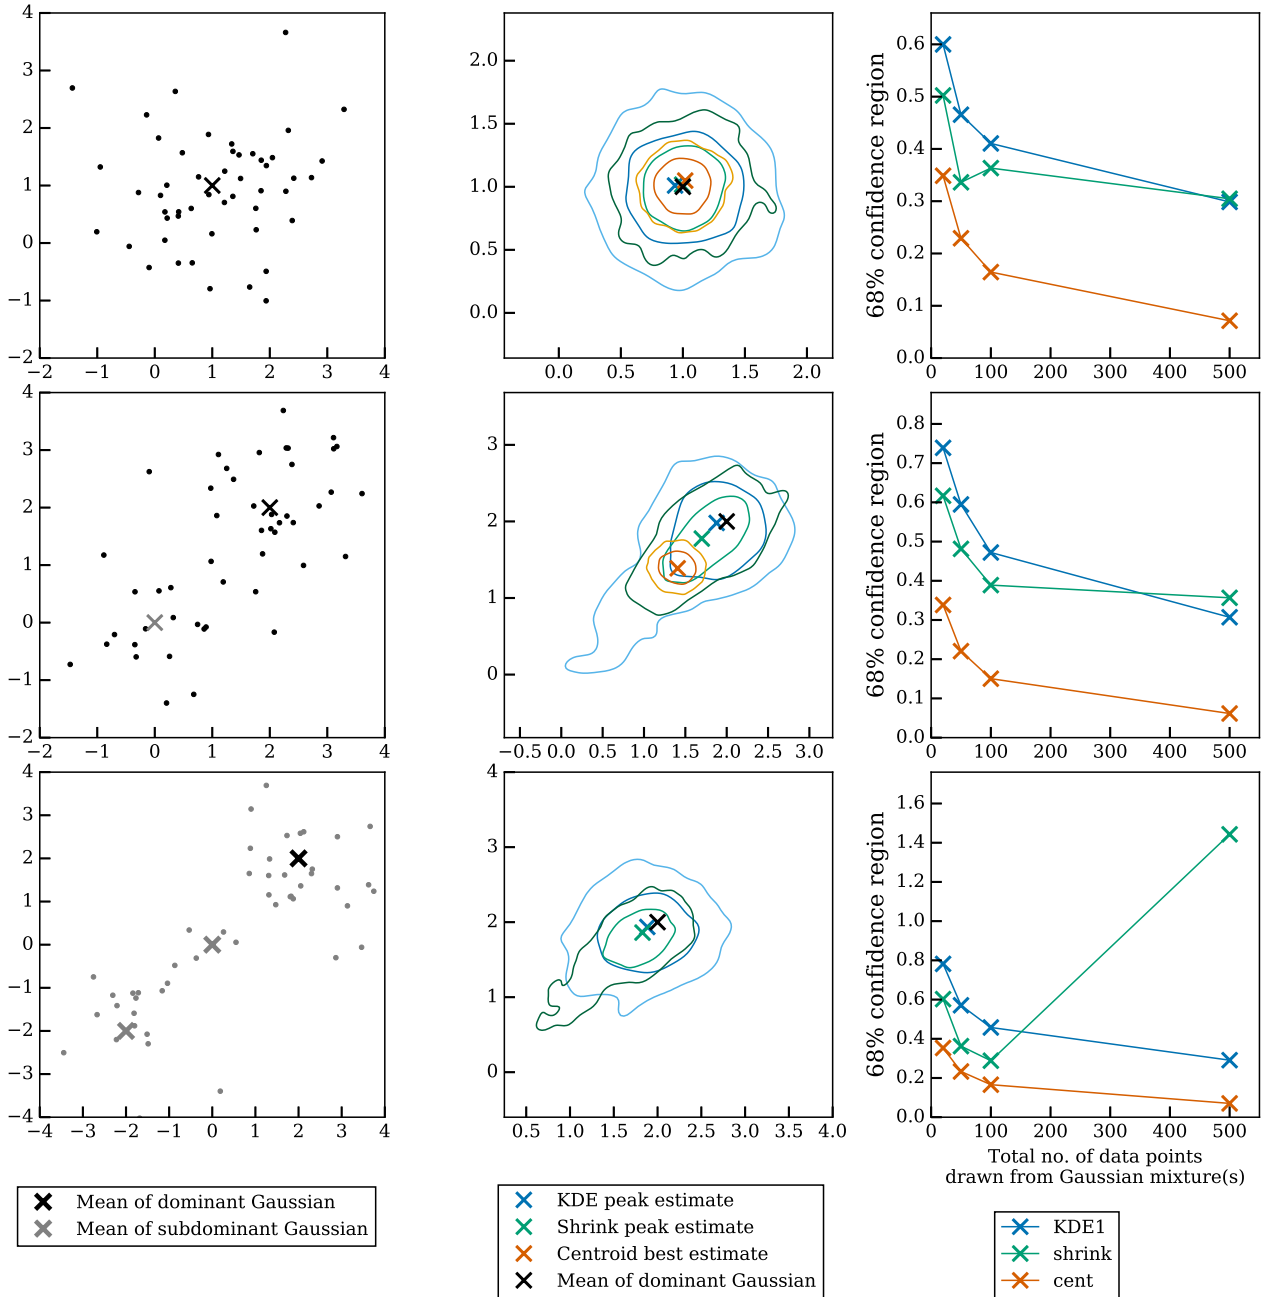 4
3
2
1
0
−1
−2
−2 −1 0 1 2 3 4
2.0
1.5
1.0
0.5
0.0
0.0 0.5 1.0 1.5 2.0
68% confidence region
0.6
0.5
0.4
0.3
0.2
0.1
0.0
0 100 200 300 400 500
4
3
2
1
0
−1
−2
−2 −1 0 1 2 3 4
3
2
1
0
−0.5 0.0 0.5 1.0 1.5 2.0 2.5 3.0
68% confidence region
0.8
0.7
0.6
0.5
0.4
0.3
0.2
0.1
0.0
0 100 200 300 400 500
4
3
2
1
0
−1
−2
−3
−4
−4 −3 −2 −1 0 1 2 3 4
4
3
2
1
0
0.5 1.0 1.5 2.0 2.5 3.0 3.5 4.0
68% confidence region
1.6
1.4
1.2
1.0
0.8
0.6
0.4
0.2
0.0
0 100 200 300 400 500
Total no. of data points
drawn from Gaussian mixture(s)
Mean of dominant Gaussian
Mean of subdominant Gaussian
KDE peak estimate
Shrink peak estimate
Centroid best estimate
Mean of dominant Gaussian
KDE1
shrink
cent